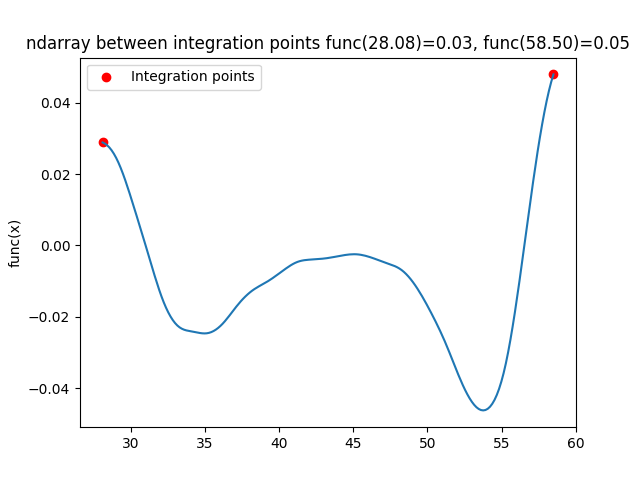 ndarray between integration points func(28.08)=0.03, func(58.50)=0.05
Integration points
func(x)
0.04
0.02
0.00
−0.02
−0.04
30 35 40 45 50 55 60